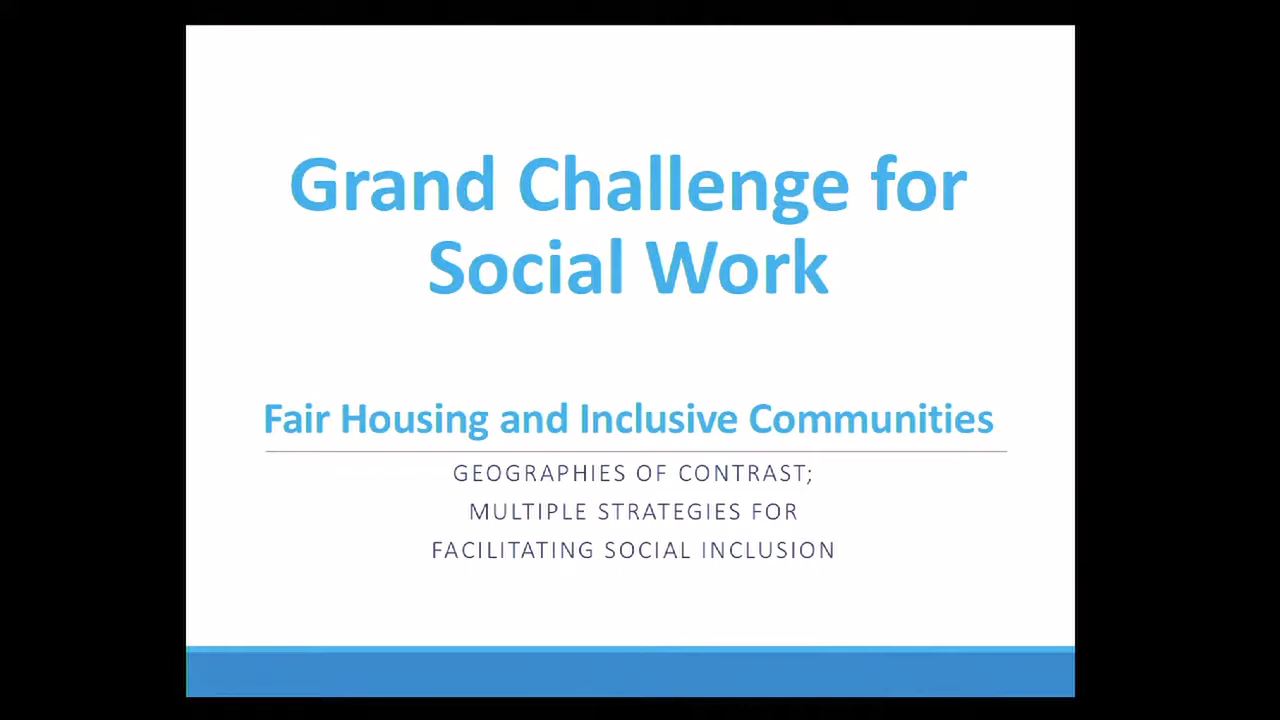 Grand Challenge for
Social Work
Fair Housing and Inclusive Communities
GEOGRAPHIES OF CONTRAST;
MULTIPLE STRATEGIES FOR
FACILITATING SOCIAL INCLUSION